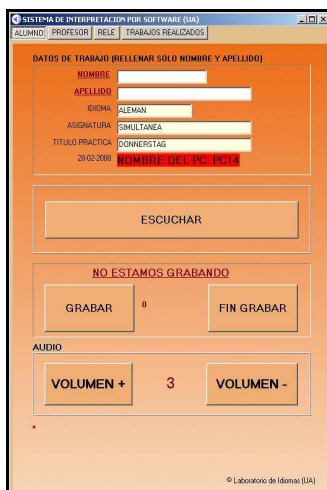 SISTEMA DE INTERPRETACION POR SOFTWARE (UA)
ALUMNO PROFESOR RELE TRABAJOS REALIZADOS
DATOS DE TRABAJO (RELLENAR SOLO NOMBRE Y APELLIDO)
NOMBRE
APELLIDO
IDIOMA ALEMAN
ASIGNATURA SIMULTANEA
TITULO PRACTICA DONNERSTAG
28-02-2008 NOMBRE DEL PC: PC14
ESCUCHAR
NO ESTAMOS GRABANDO
GRABAR 0 FIN GRABAR
AUDIO
VOLUMEN + 3 VOLUMEN -
© Laboratorio de Idiomas (UA)